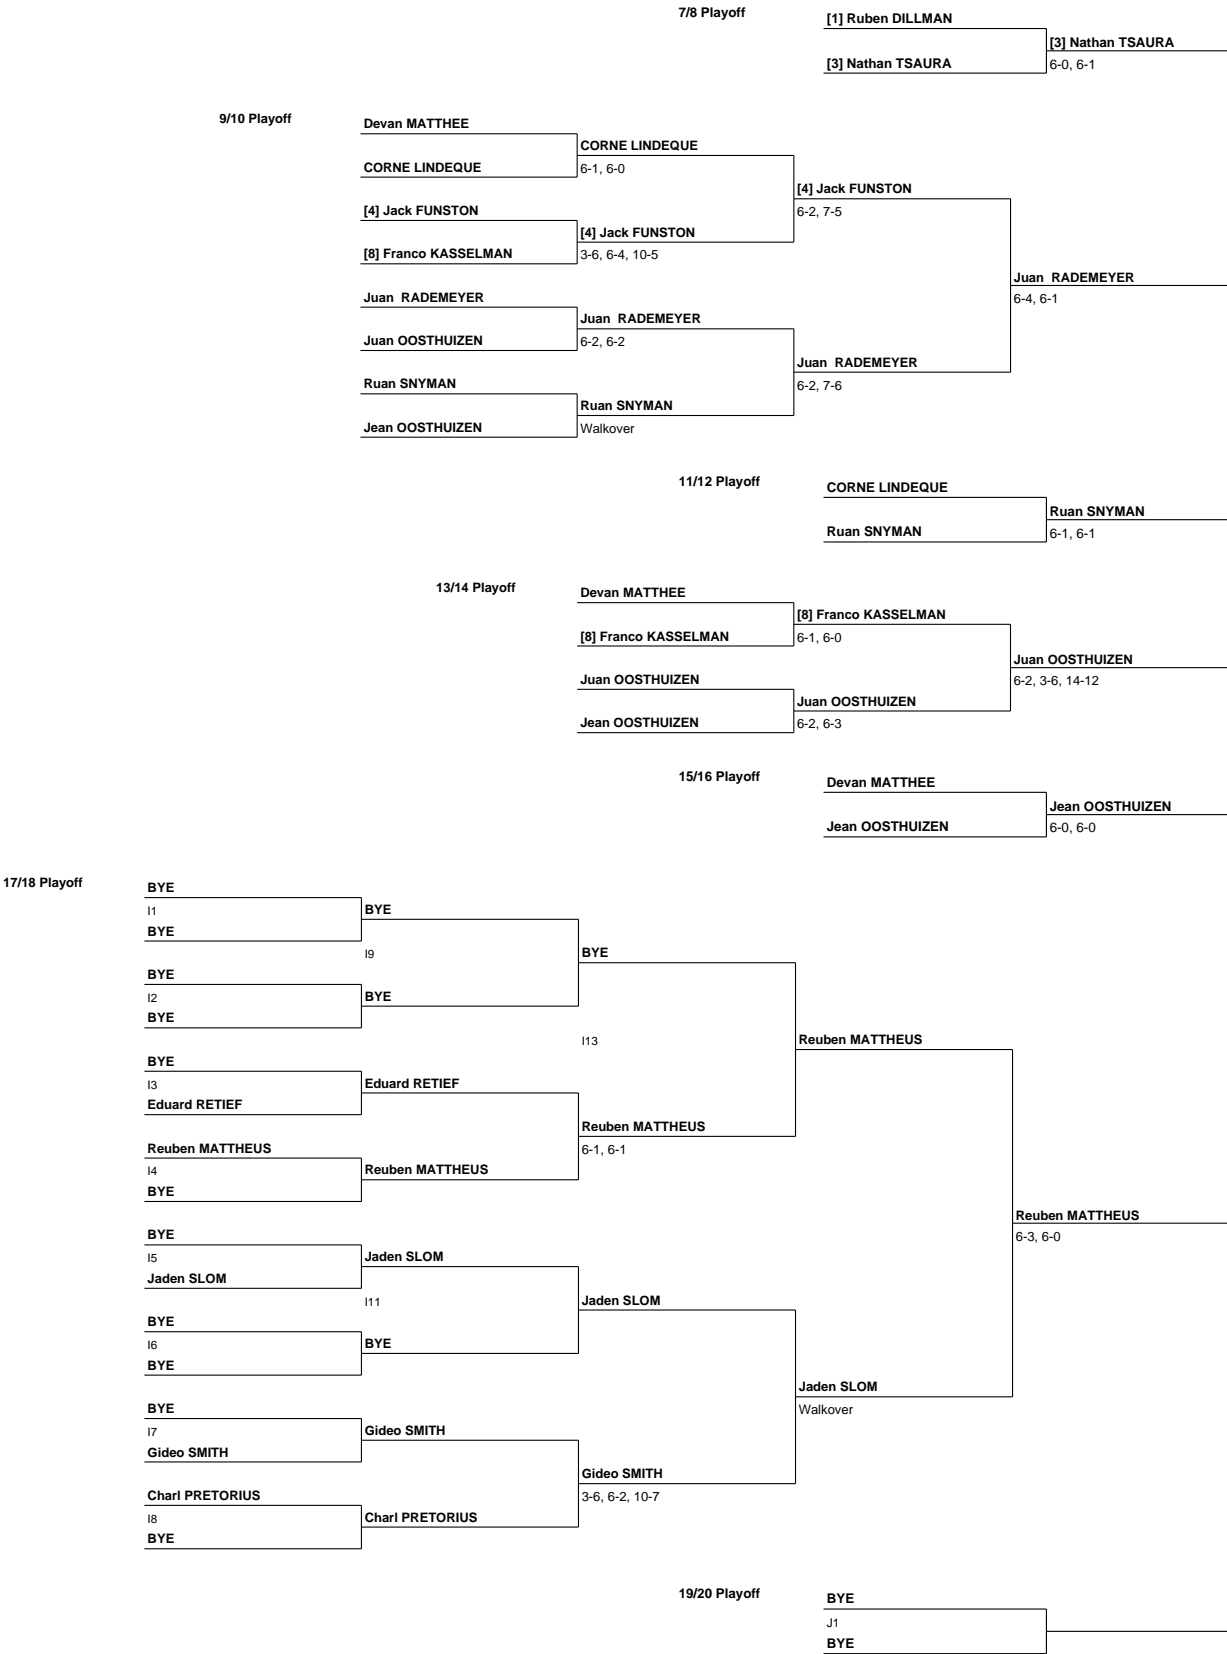 7/8 Playoff
[1] Ruben DILLMAN
[3] Nathan TSAURA
[3] Nathan TSAURA
6-0, 6-1
9/10 Playoff
Devan MATTHEE
CORNE LINDEQUE
CORNE LINDEQUE
6-1, 6-0
[4] Jack FUNSTON
6-2, 7-5
[4] Jack FUNSTON
[4] Jack FUNSTON
[8] Franco KASSELMAN
3-6, 6-4, 10-5
Juan RADEMEYER
6-4, 6-1
Juan RADEMEYER
Juan RADEMEYER
Juan OOSTHUIZEN
6-2, 6-2
Juan RADEMEYER
6-2, 7-6
Ruan SNYMAN
Ruan SNYMAN
Jean OOSTHUIZEN
Walkover
11/12 Playoff
CORNE LINDEQUE
Ruan SNYMAN
Ruan SNYMAN
6-1, 6-1
13/14 Playoff
Devan MATTHEE
[8] Franco KASSELMAN
[8] Franco KASSELMAN
6-1, 6-0
Juan OOSTHUIZEN
6-2, 3-6, 14-12
Juan OOSTHUIZEN
Juan OOSTHUIZEN
Jean OOSTHUIZEN
6-2, 6-3
15/16 Playoff
Devan MATTHEE
Jean OOSTHUIZEN
Jean OOSTHUIZEN
6-0, 6-0
17/18 Playoff
BYE
I1
BYE
BYE
I9
BYE
BYE
I2
BYE
BYE
I13
Reuben MATTHEUS
BYE
I3
Eduard RETIEF
Eduard RETIEF
Reuben MATTHEUS
6-1, 6-1
Reuben MATTHEUS
I4
Reuben MATTHEUS
BYE
Reuben MATTHEUS
6-3, 6-0
BYE
I5
Jaden SLOM
Jaden SLOM
I11
Jaden SLOM
BYE
I6
BYE
BYE
Jaden SLOM
Walkover
BYE
I7
Gideo SMITH
Gideo SMITH
Gideo SMITH
3-6, 6-2, 10-7
Charl PRETORIUS
I8
Charl PRETORIUS
BYE
19/20 Playoff
BYE
J1
BYE